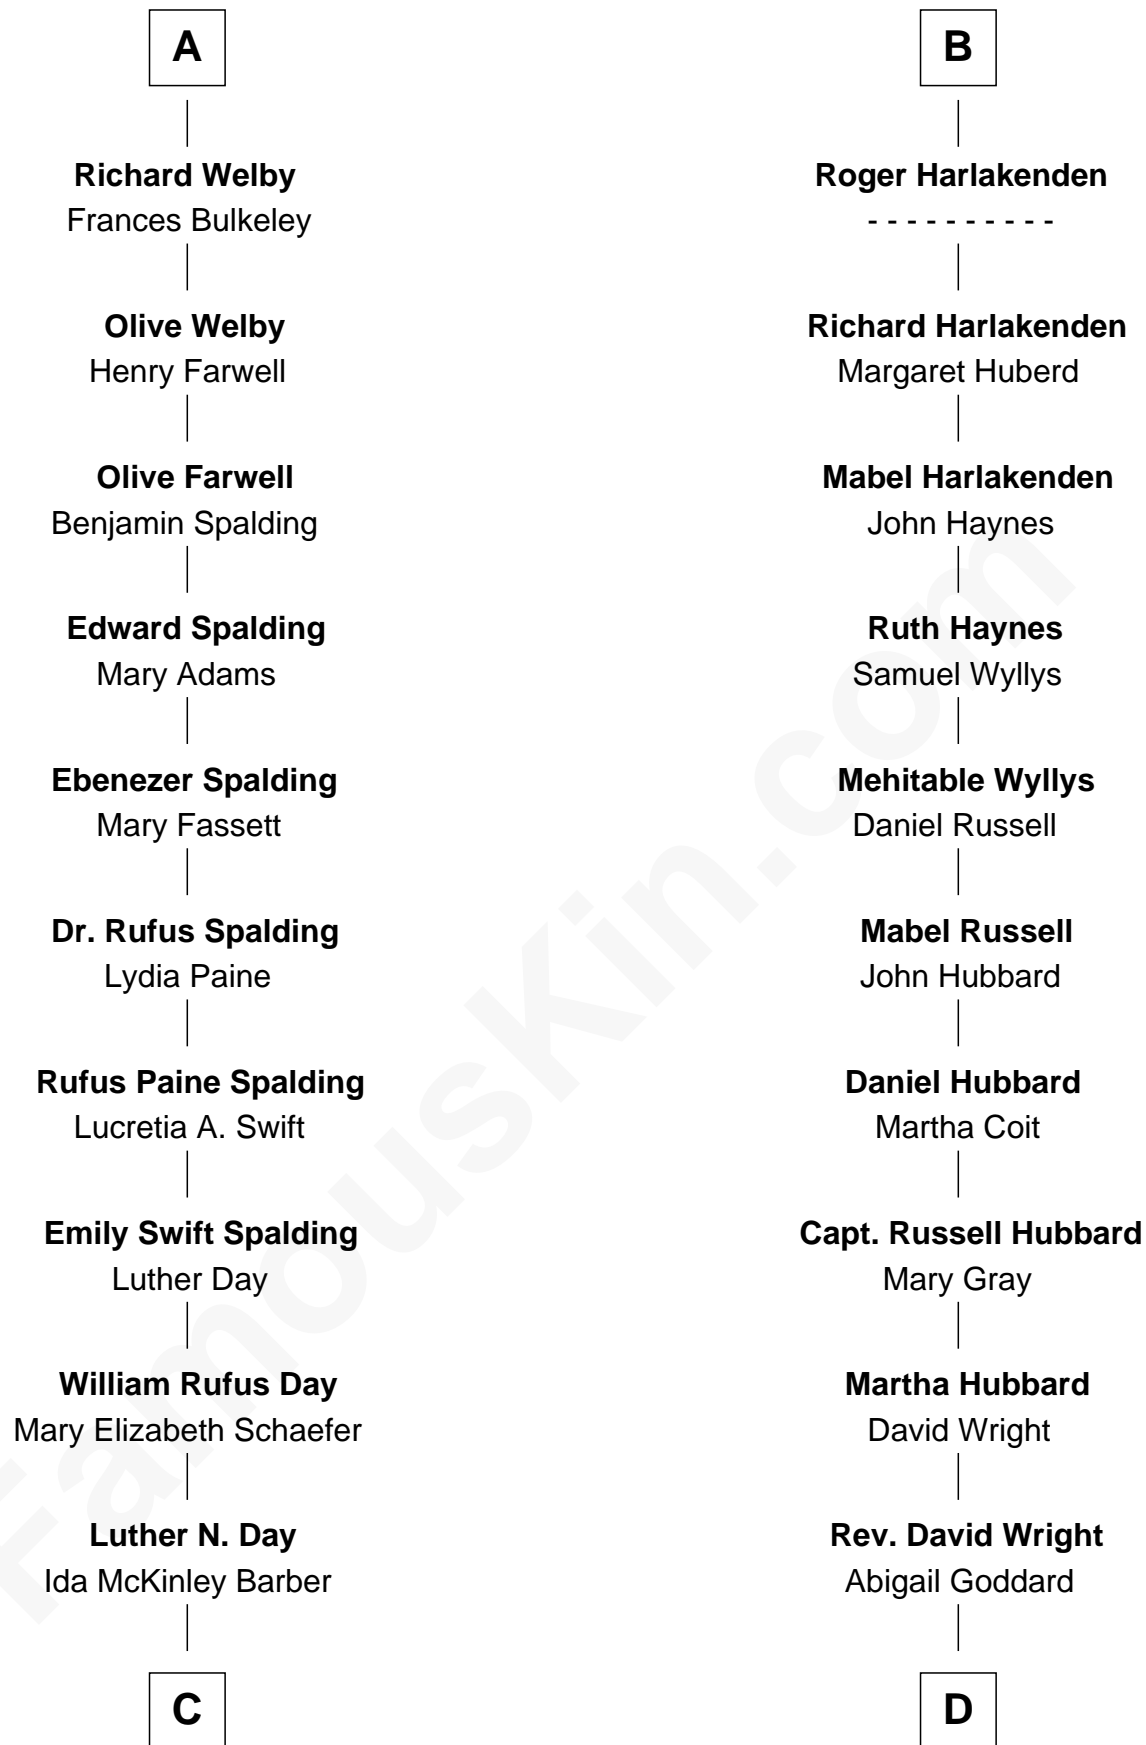 A
Richard Welby
Frances Bulkeley
Olive Welby
Henry Farwell
Olive Farwell
Benjamin Spalding
Edward Spalding
Mary Adams
Ebenezer Spalding
Mary Fassett
Dr. Rufus Spalding
Lydia Paine
Rufus Paine Spalding
Lucretia A. Swift
Emily Swift Spalding
Luther Day
William Rufus Day
Mary Elizabeth Schaefer
Luther N. Day
Ida McKinley Barber
C
B
Roger Harlakenden
- - - - - - - - - -
Richard Harlakenden
Margaret Huberd
Mabel Harlakenden
John Haynes
Ruth Haynes
Samuel Wyllys
Mehitable Wyllys
Daniel Russell
Mabel Russell
John Hubbard
Daniel Hubbard
Martha Coit
Capt. Russell Hubbard
Mary Gray
Martha Hubbard
David Wright
Rev. David Wright
Abigail Goddard
D
FamousKin.com